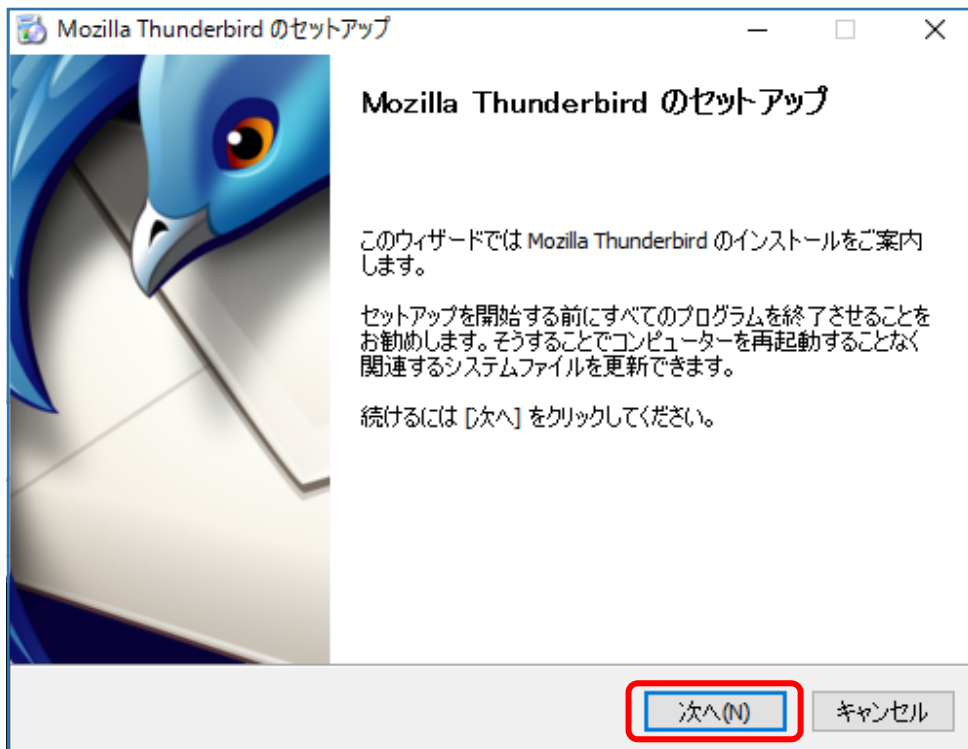 Mozilla Thunderbird のセットアップ
Mozilla Thunderbird のセットアップ
このウィザードでは Mozilla Thunderbird のインストールをご案内
します。
セットアップを開始する前にすべてのプログラムを終了させることを
お勧めします。そうすることでコンピューターを再起動することなく
関連するシステムファイルを更新できます。
続けるには [次へ] をクリックしてください。
次へ(N)
キャンセル